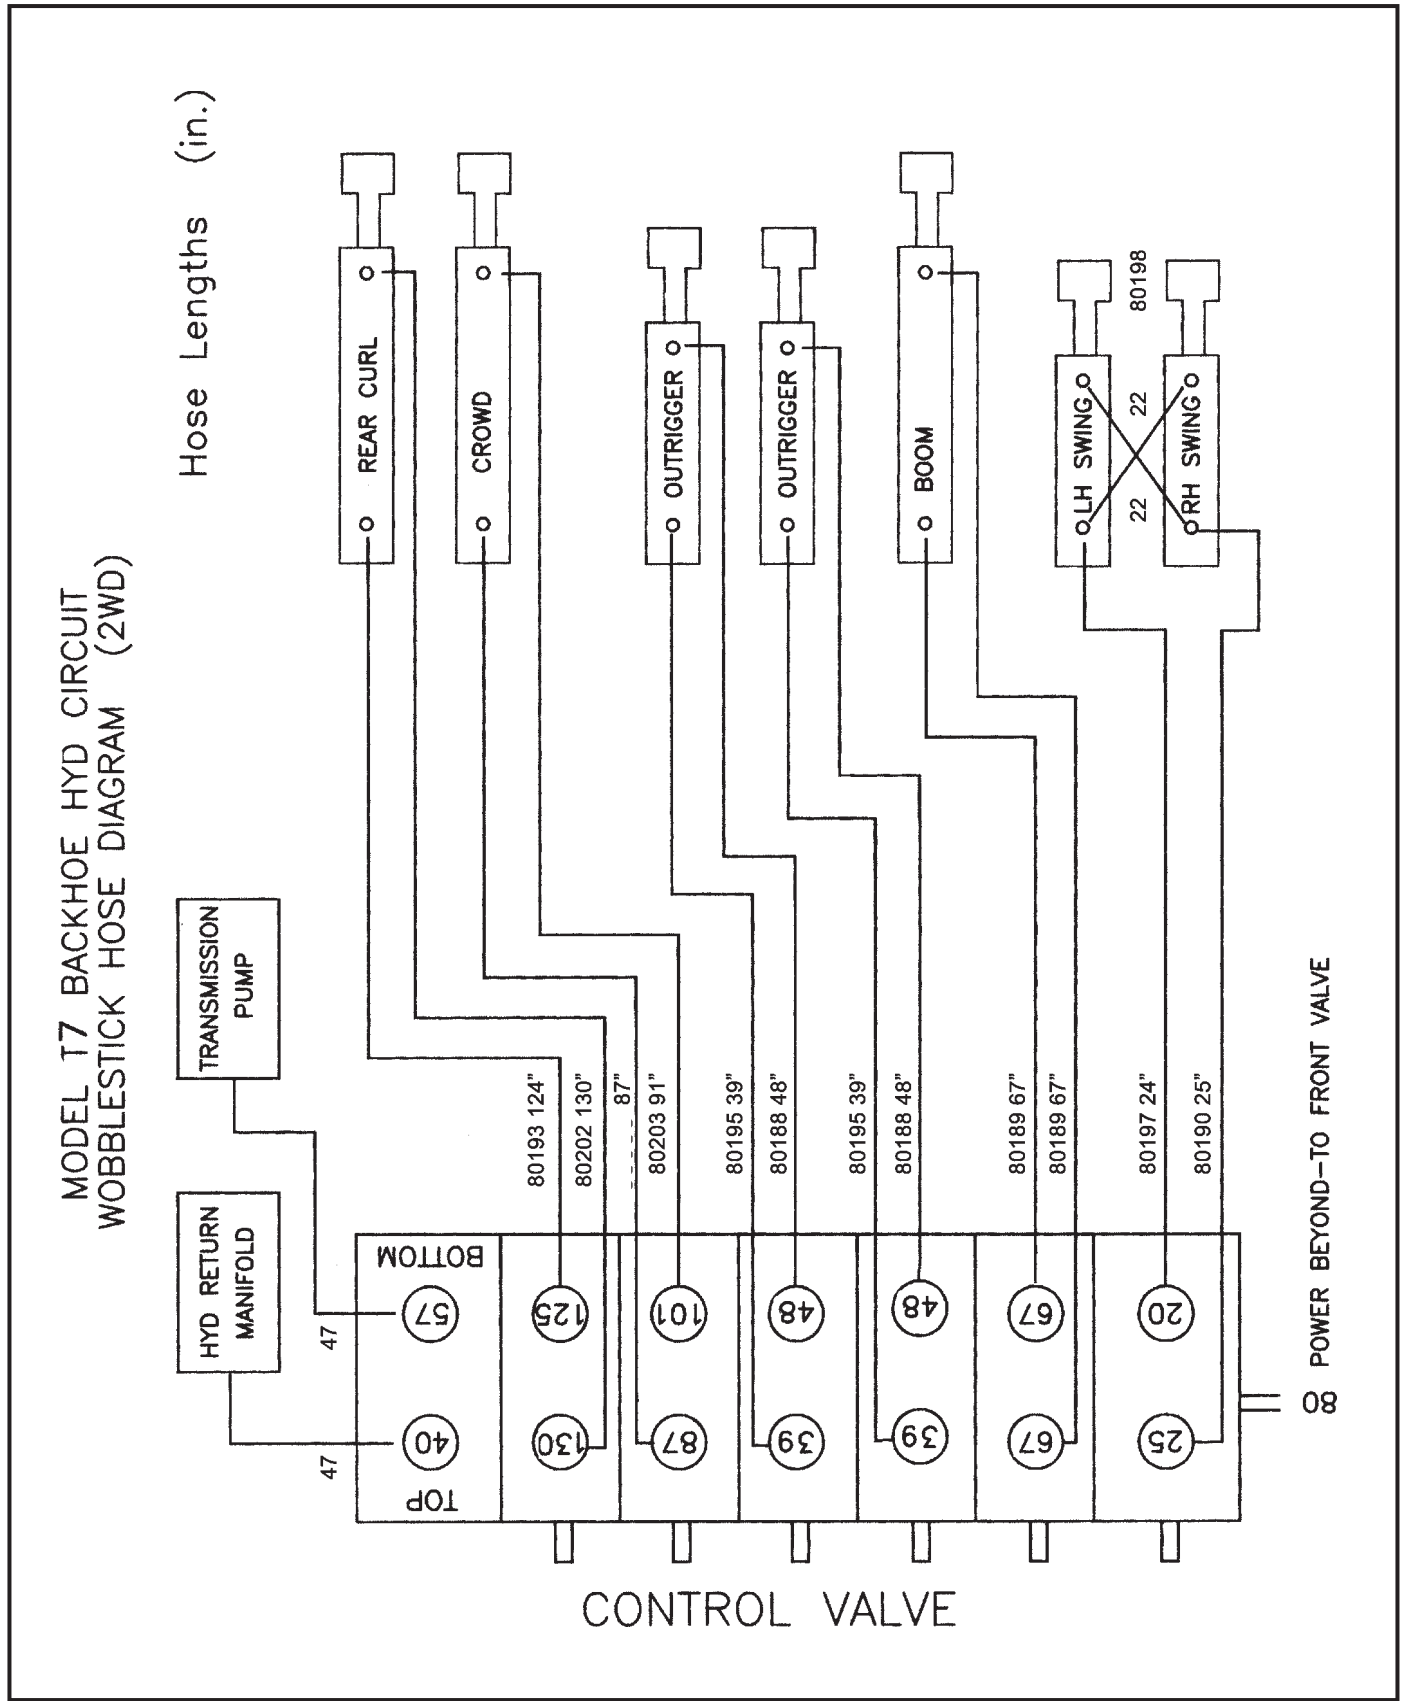 MODEL T7 BACKHOE HYD CIRCUIT
WOBBLESTICK HOSE DIAGRAM (2WD)
Hose Lengths (in.)
TRANSMISSION
PUMP
HYD RETURN
MANIFOLD
REAR CURL
CROWD
OUTRIGGER
OUTRIGGER
BOOM
LH SWING
RH SWING
22
22
80198
80193 124"
80202 130"
87"
80203 91"
80195 39"
80188 48"
80195 39"
80188 48"
80189 67"
80189 67"
80197 24"
80190 25"
47
47
BOTTOM
57
125
101
48
48
67
20
TOP
40
130
87
39
39
67
25
80
POWER BEYOND-TO FRONT VALVE
CONTROL VALVE